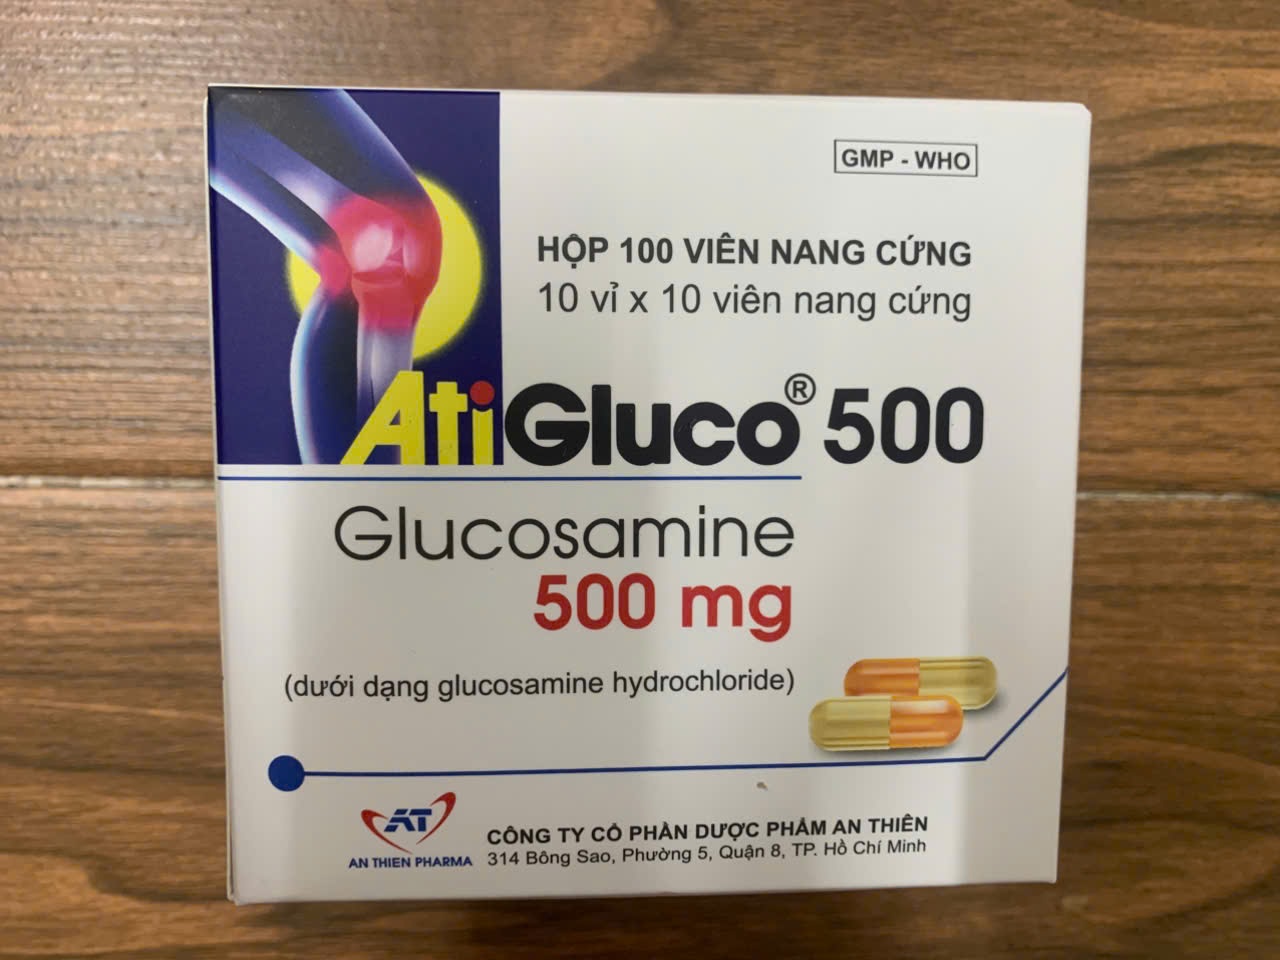 GMP - WHO
HỘP 100 VIÊN NANG CỨNG
10 vỉ x 10 viên nang cứng
AtiGluco® 500
Glucosamine
500 mg
(dưới dạng glucosamine hydrochloride)
AT
AN THIEN PHARMA
CÔNG TY CỔ PHẦN DƯỢC PHẨM AN THIÊN
314 Bông Sao, Phường 5, Quận 8, TP. Hồ Chí Minh